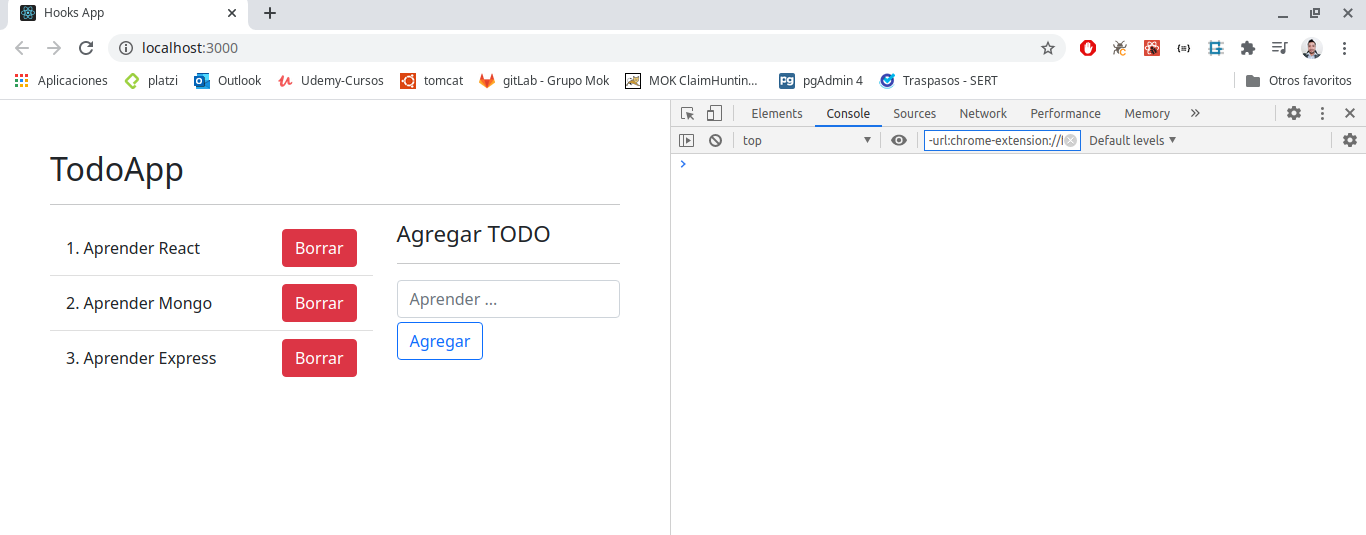 Hooks App
localhost:3000
Aplicaciones platzi Outlook Udemy-Cursos tomcat gitLab - Grupo Mok MOK ClaimHuntin... pgAdmin 4 Traspasos - SERT Otros favoritos
Elements Console Sources Network Performance Memory
top -url:chrome-extension:// Default levels
TodoApp
1. Aprender React Borrar
2. Aprender Mongo Borrar
3. Aprender Express Borrar
Agregar TODO
Aprender ...
Agregar